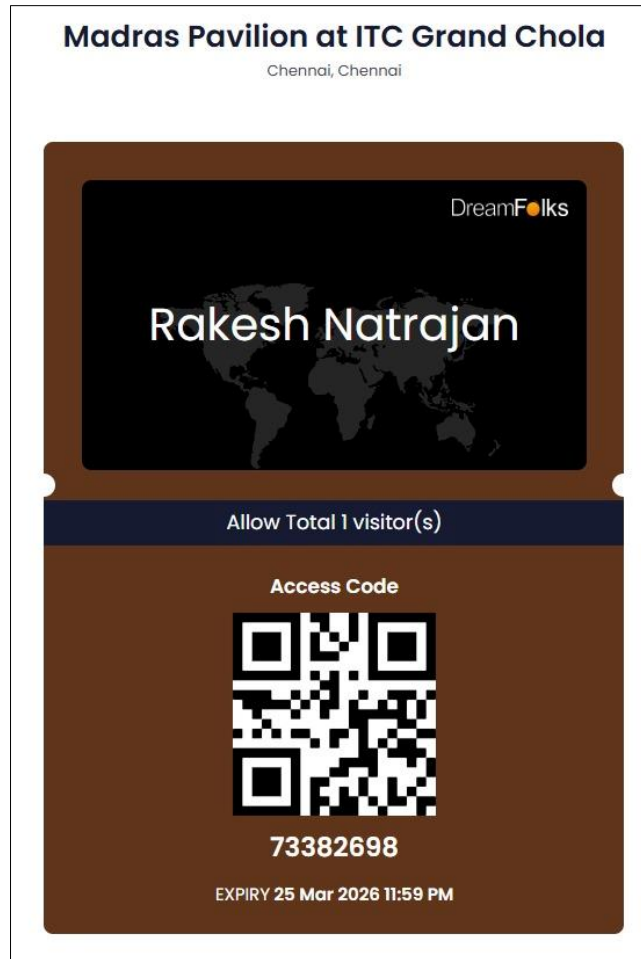 Madras Pavilion at ITC Grand Chola
Chennai, Chennai
DreamFolks
Rakesh Natrajan
Allow Total 1 visitor(s)
Access Code
73382698
EXPIRY 25 Mar 2026 11:59 PM